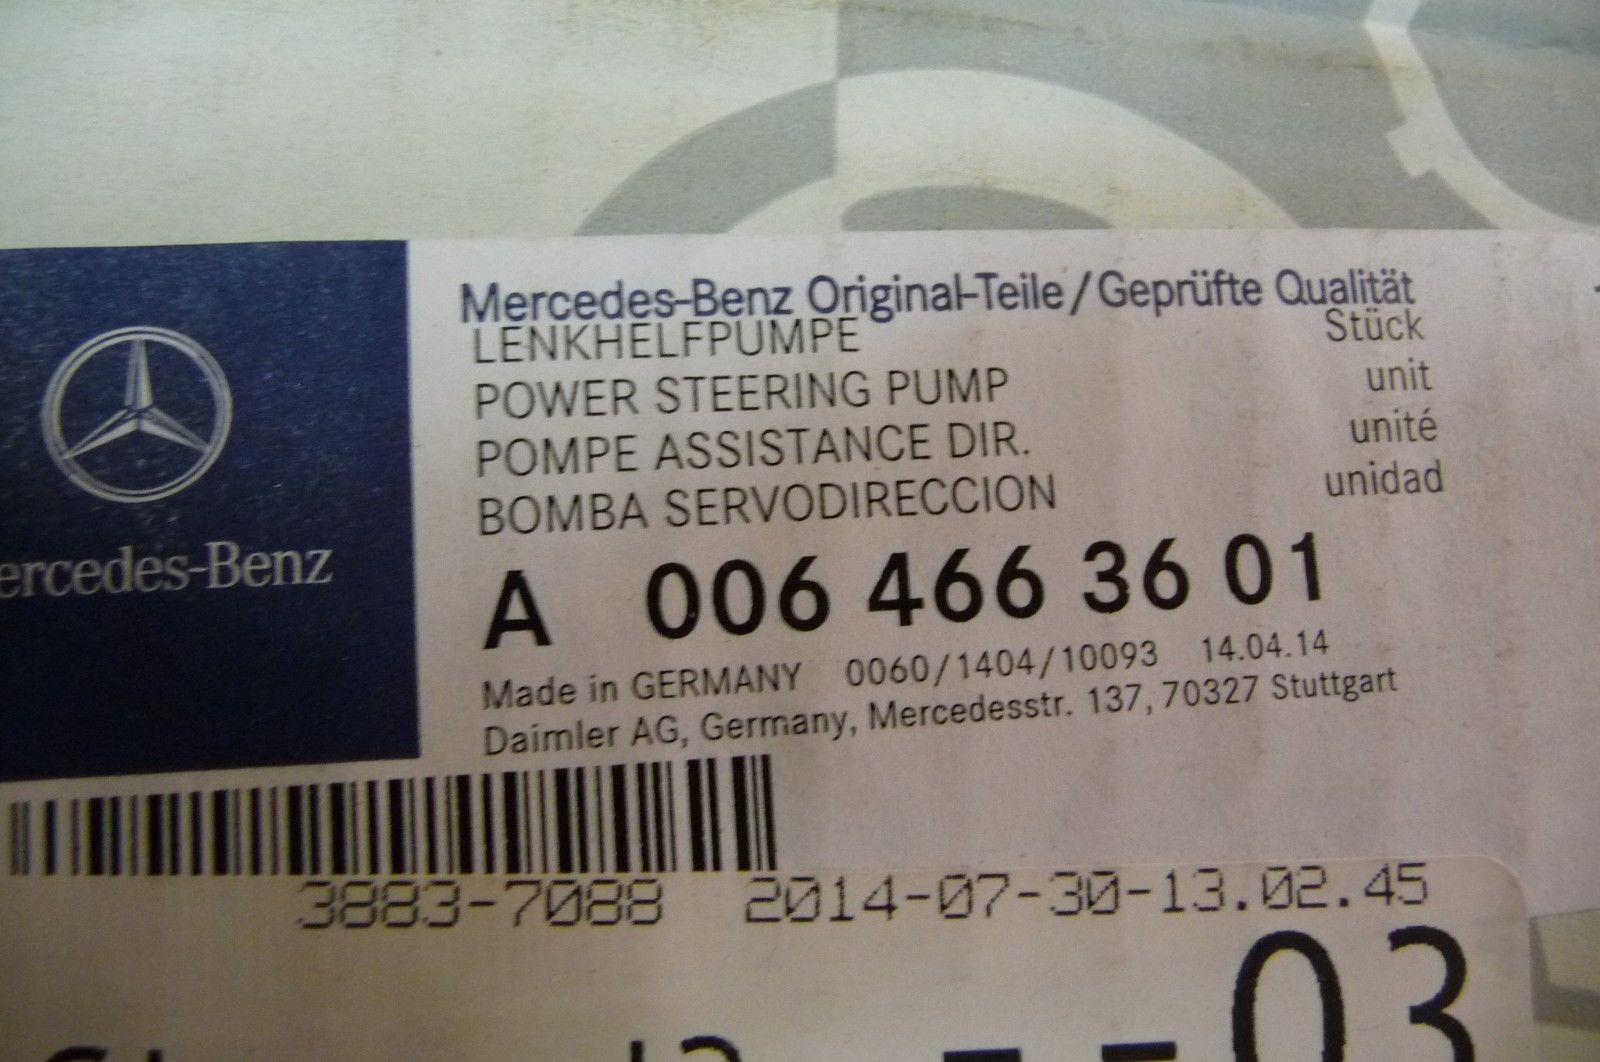 Mercedes-Benz Original-Teile/Geprüfte Qualität
LENKHELFPUMPE Stück
POWER STEERING PUMP unit
POMPE ASSISTANCE DIR. unité
BOMBA SERVODIRECCION unidad
ercedes-Benz
A 006 466 36 01
Made in GERMANY 0060/1404/10093 14.04.14
Daimler AG, Germany, Mercedesstr. 137, 70327 Stuttgart
3883-7088 2014-07-30-13.02.45
03